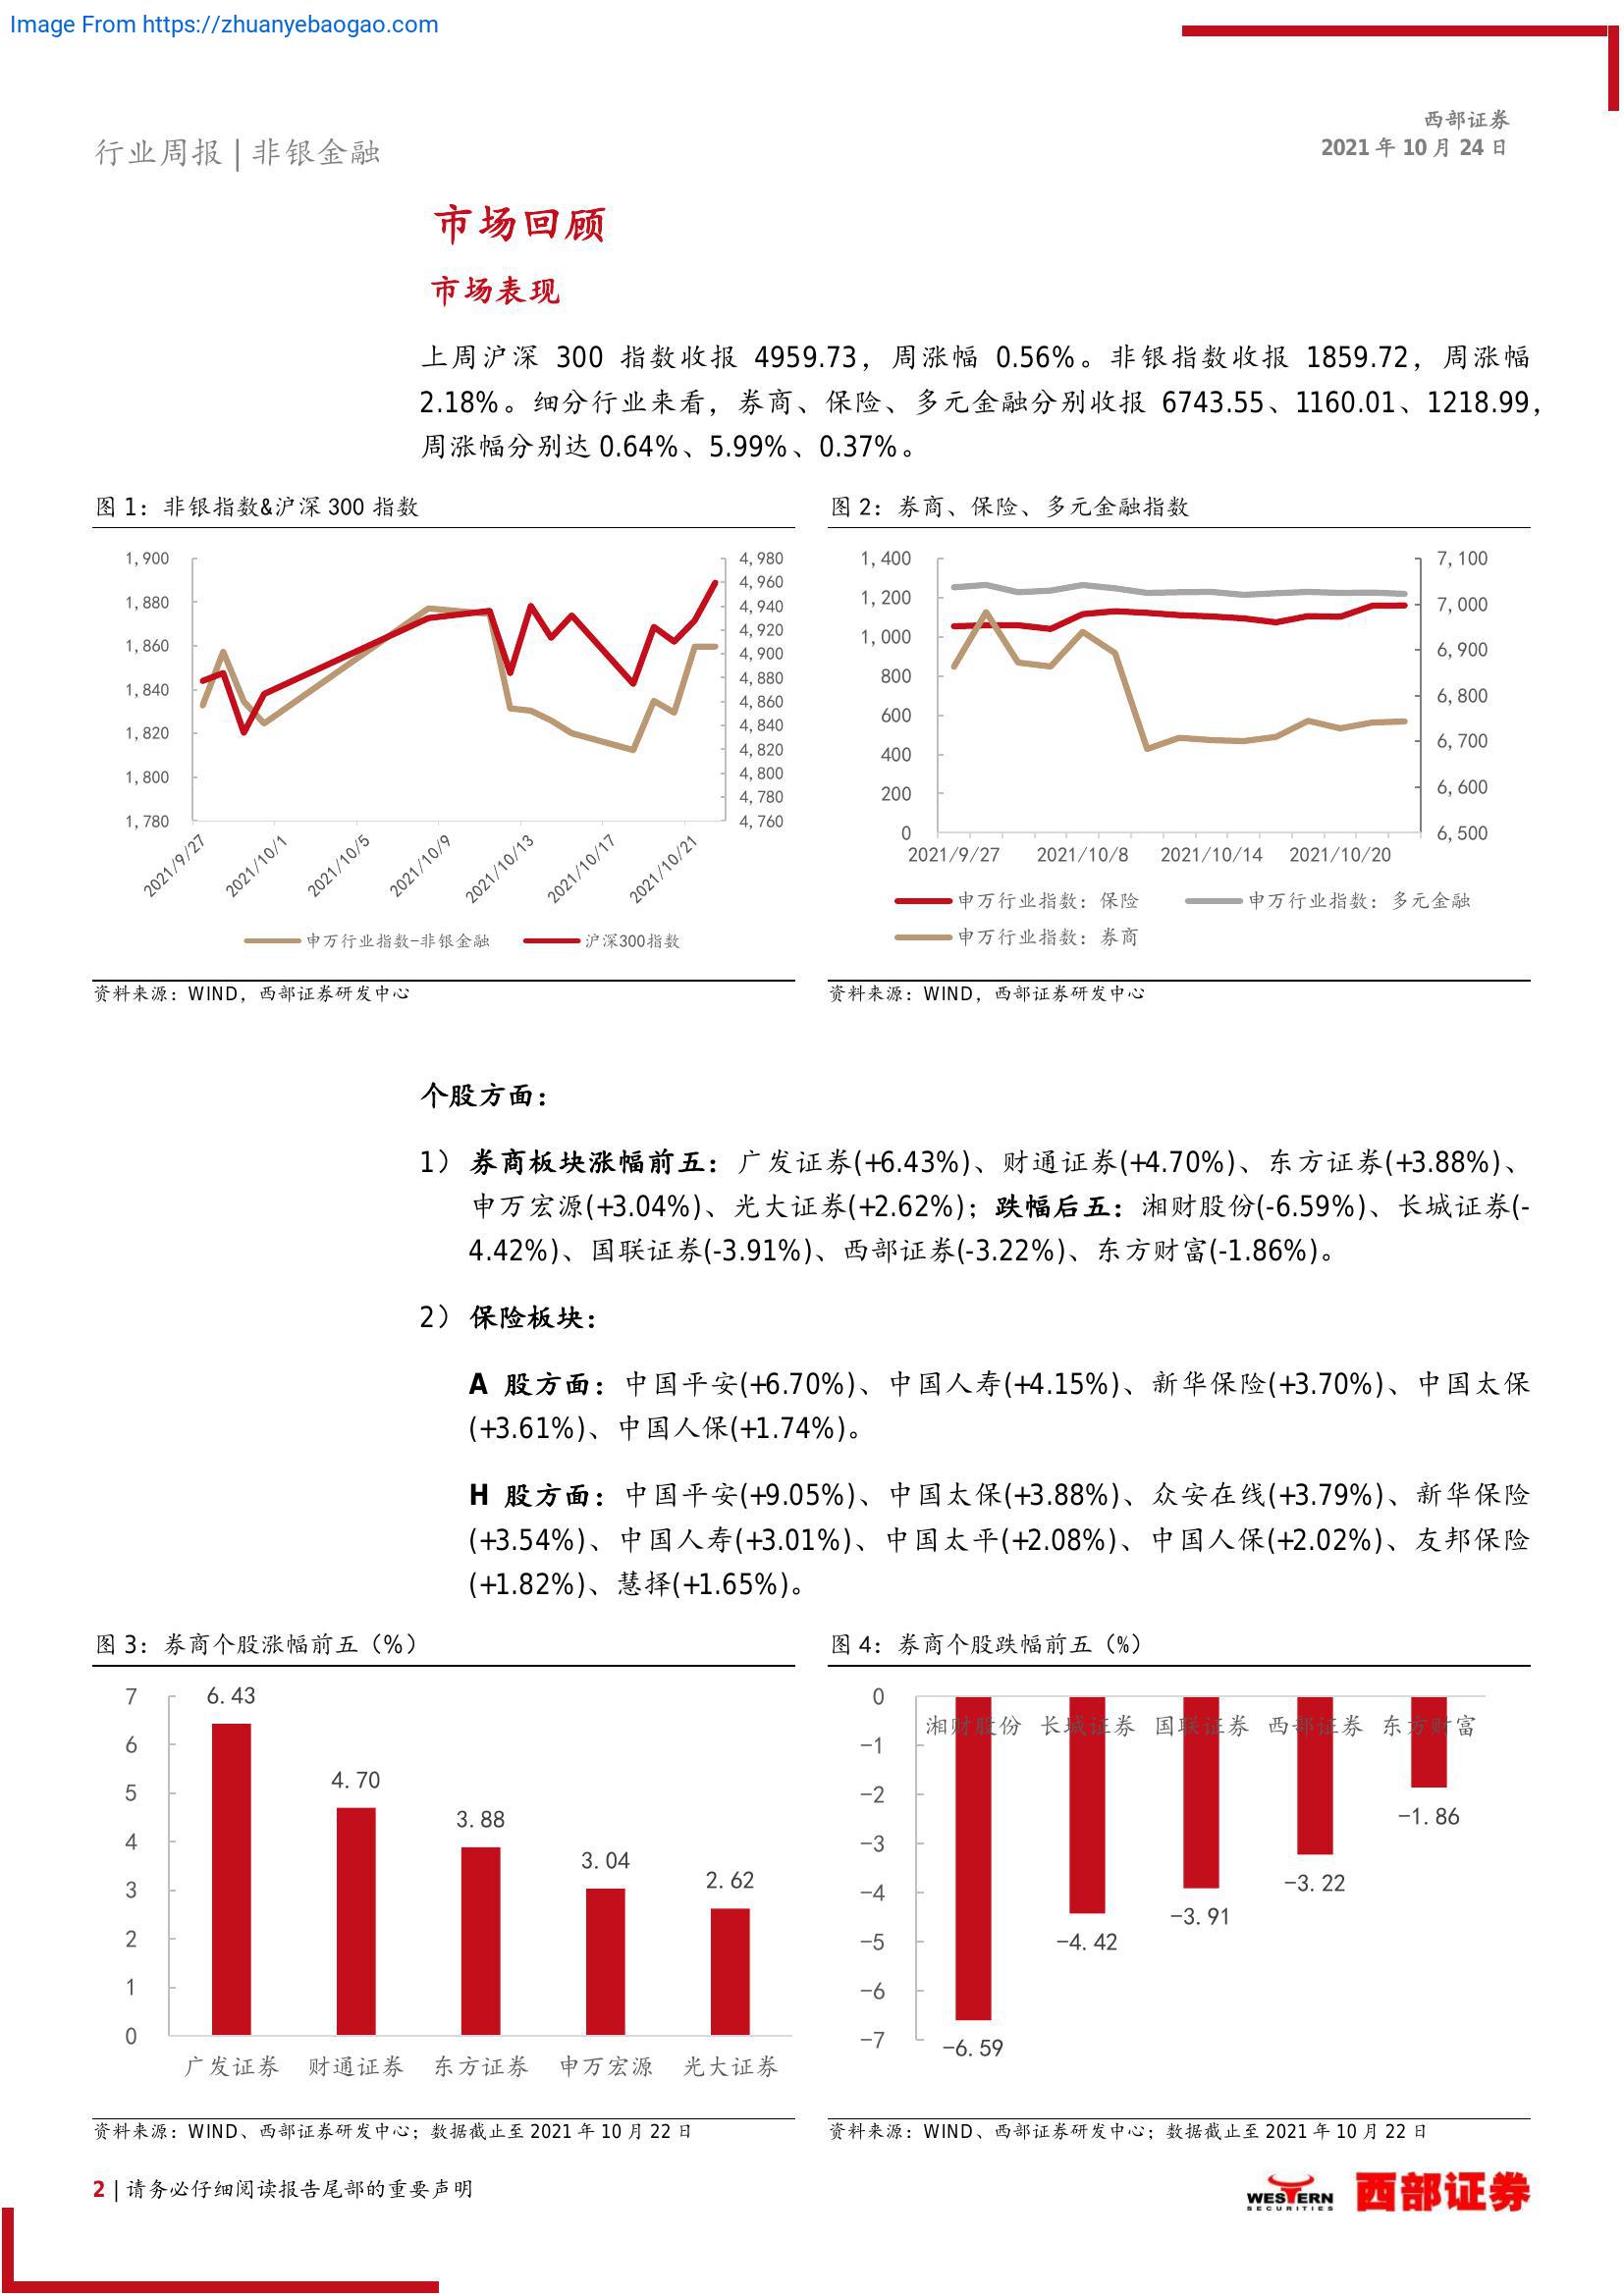 Image From https://zhuanyebaogao.com
行业周报 | 非银金融
西部证券
2021 年 10 月 24 日
市场回顾
市场表现
上周沪深 300 指数收报 4959.73，周涨幅 0.56%。非银指数收报 1859.72，周涨幅
2.18%。细分行业来看，券商、保险、多元金融分别收报 6743.55、1160.01、1218.99，
周涨幅分别达 0.64%、5.99%、0.37%。
图 1：非银指数&沪深 300 指数
1,900
1,880
1,860
1,840
1,820
1,800
1,780
4,980
4,960
4,940
4,920
4,900
4,880
4,860
4,840
4,820
4,800
4,780
4,760
2021/9/27
2021/10/1
2021/10/5
2021/10/9
2021/10/13
2021/10/17
2021/10/21
申万行业指数-非银金融
沪深300指数
资料来源：WIND，西部证券研发中心
图 2：券商、保险、多元金融指数
1,400
1,200
1,000
800
600
400
200
0
7,100
7,000
6,900
6,800
6,700
6,600
6,500
2021/9/27
2021/10/8
2021/10/14
2021/10/20
申万行业指数：保险
申万行业指数：多元金融
申万行业指数：券商
资料来源：WIND，西部证券研发中心
个股方面：
1） 券商板块涨幅前五：广发证券(+6.43%)、财通证券(+4.70%)、东方证券(+3.88%)、
申万宏源(+3.04%)、光大证券(+2.62%)；跌幅后五：湘财股份(-6.59%)、长城证券(-
4.42%)、国联证券(-3.91%)、西部证券(-3.22%)、东方财富(-1.86%)。
2） 保险板块：
A 股方面：中国平安(+6.70%)、中国人寿(+4.15%)、新华保险(+3.70%)、中国太保
(+3.61%)、中国人保(+1.74%)。
H 股方面：中国平安(+9.05%)、中国太保(+3.88%)、众安在线(+3.79%)、新华保险
(+3.54%)、中国人寿(+3.01%)、中国太平(+2.08%)、中国人保(+2.02%)、友邦保险
(+1.82%)、慧择(+1.65%)。
图 3：券商个股涨幅前五（%）
7
6
5
4
3
2
1
0
6.43
4.70
3.88
3.04
2.62
广发证券
财通证券
东方证券
申万宏源
光大证券
资料来源：WIND、西部证券研发中心；数据截止至 2021 年 10 月 22 日
图 4：券商个股跌幅前五（%）
0
-1
-2
-3
-4
-5
-6
-7
湘财股份
长城证券
国联证券
西部证券
东方财富
-6.59
-4.42
-3.91
-3.22
-1.86
资料来源：WIND、西部证券研发中心；数据截止至 2021 年 10 月 22 日
2 | 请务必仔细阅读报告尾部的重要声明
WESTERN
SECURITIES
西部证券